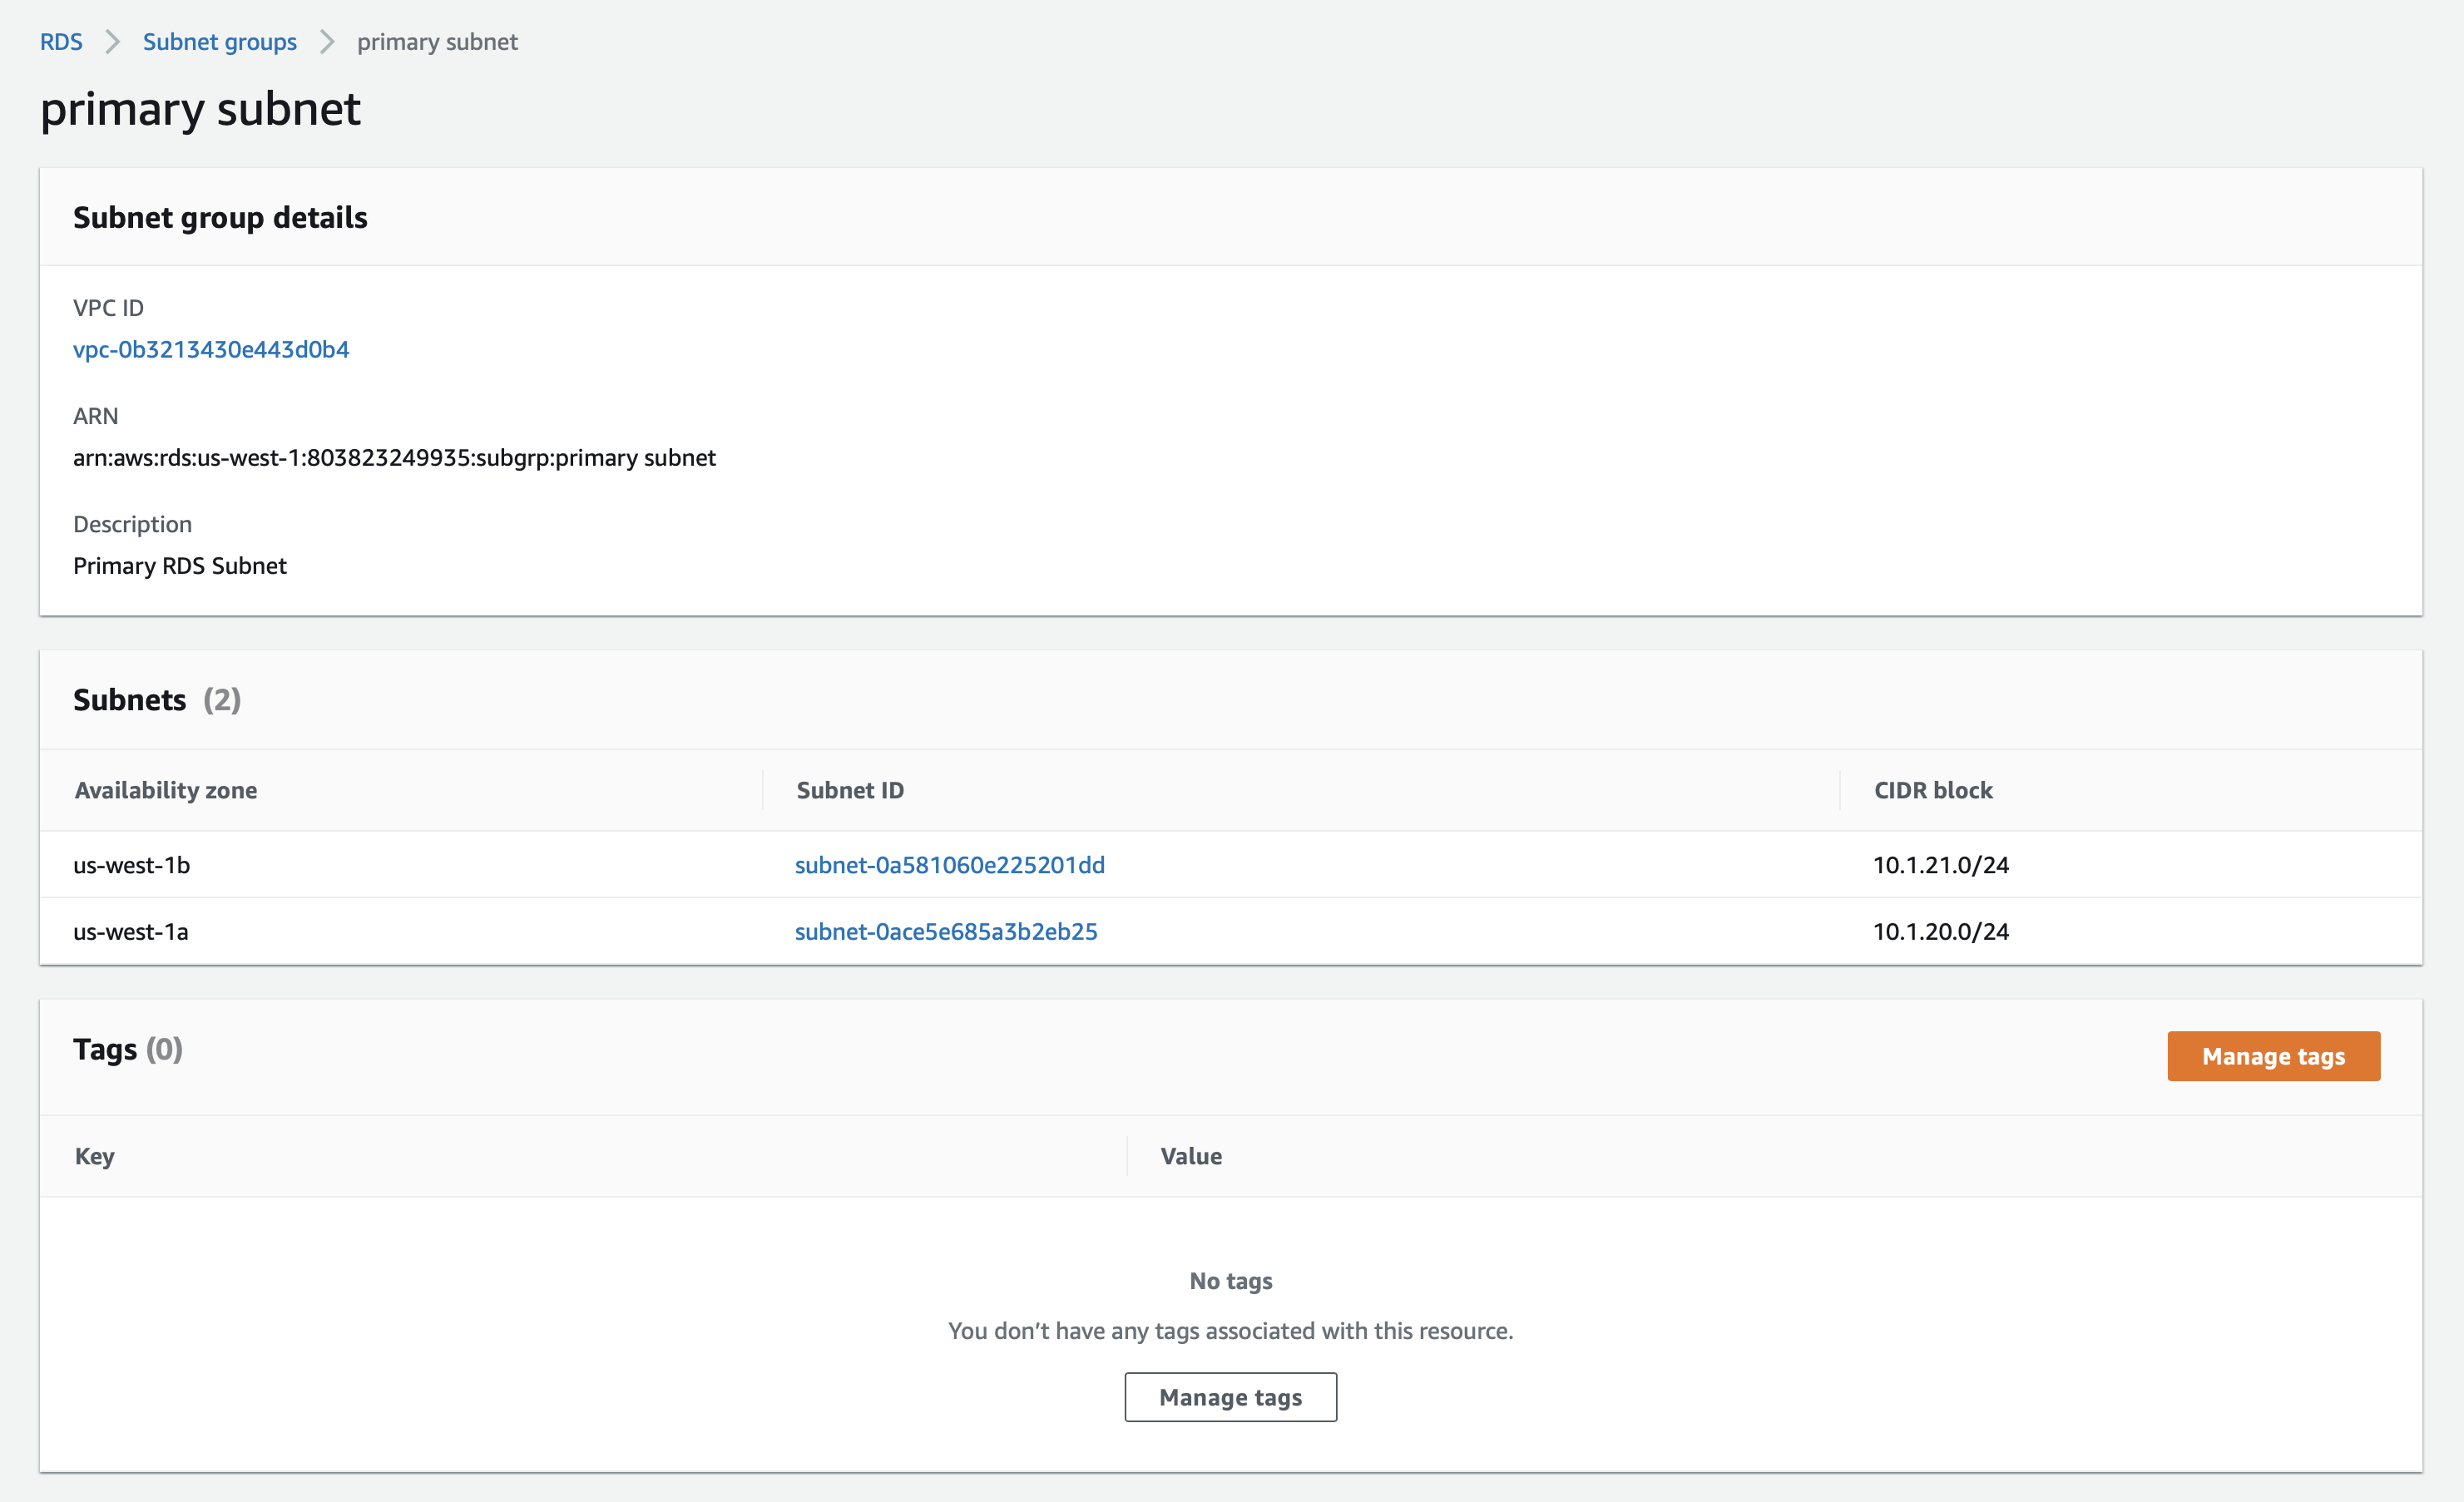 RDS > Subnet groups > primary subnet
primary subnet
Subnet group details
VPC ID
vpc-0b3213430e443d0b4
ARN
arn:aws:rds:us-west-1:803823249935:subgrp:primary subnet
Description
Primary RDS Subnet
Subnets (2)
Availability zone Subnet ID CIDR block
us-west-1b subnet-0a581060e225201dd 10.1.21.0/24
us-west-1a subnet-0ace5e685a3b2eb25 10.1.20.0/24
Tags (0) Manage tags
Key Value
No tags
You don’t have any tags associated with this resource.
Manage tags